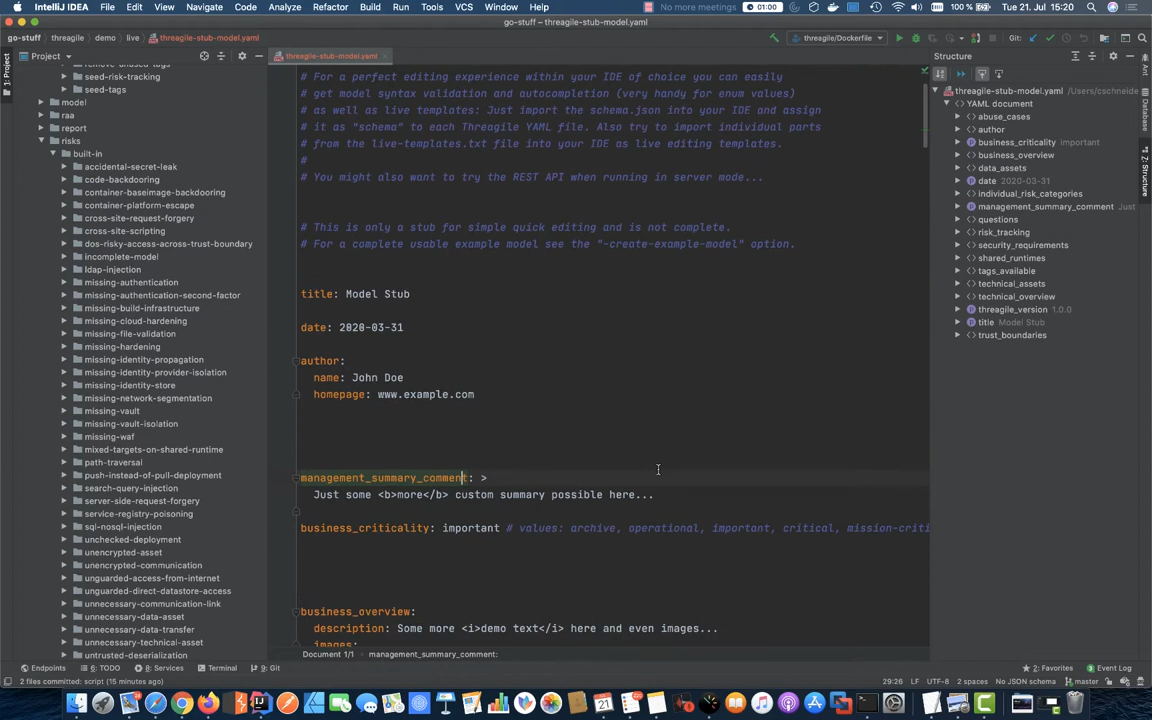 IntelliJ IDEA File Edit View Navigate Code Analyze Refactor Build Run Tools VCS Window Help No more meetings 01:00 100 % Tue 21. Jul 15:20
go-stuff – threagile-stub-model.yaml
go-stuff threagile demo live threagile-stub-model.yaml threagile/Dockerfile Git:
Project
threagile-stub-model.yaml
Structure
1: Project
seed-risk-tracking
seed-tags
model
raa
report
risks
built-in
accidental-secret-leak
code-backdooring
container-baseimage-backdooring
container-platform-escape
cross-site-request-forgery
cross-site-scripting
dos-risky-access-across-trust-boundary
incomplete-model
ldap-injection
missing-authentication
missing-authentication-second-factor
missing-build-infrastructure
missing-cloud-hardening
missing-file-validation
missing-hardening
missing-identity-propagation
missing-identity-provider-isolation
missing-identity-store
missing-network-segmentation
missing-vault
missing-vault-isolation
missing-waf
mixed-targets-on-shared-runtime
path-traversal
push-instead-of-pull-deployment
search-query-injection
server-side-request-forgery
service-registry-poisoning
sql-nosql-injection
unchecked-deployment
unencrypted-asset
unencrypted-communication
unguarded-access-from-internet
unguarded-direct-datastore-access
unnecessary-communication-link
unnecessary-data-asset
unnecessary-data-transfer
unnecessary-technical-asset
untrusted-deserialization
# For a perfect editing experience within your IDE of choice you can easily
# get model syntax validation and autocompletion (very handy for enum values)
# as well as live templates: Just import the schema.json into your IDE and assign
# it as "schema" to each Threagile YAML file. Also try to import individual parts
# from the live-templates.txt file into your IDE as live editing templates.
#
# You might also want to try the REST API when running in server mode...
# This is only a stub for simple quick editing and is not complete.
# For a complete usable example model see the "-create-example-model" option.
title: Model Stub
date: 2020-03-31
author:
name: John Doe
homepage: www.example.com
management_summary_comment: >
Just some <b>more</b> custom summary possible here...
business_criticality: important # values: archive, operational, important, critical, mission-criti
business_overview:
description: Some more <i>demo text</i> here and even images...
images:
Document 1/1 management_summary_comment:
threagile-stub-model.yaml /Users/cschneide
YAML document
abuse_cases
author
business_criticality important
business_overview
data_assets
date 2020-03-31
individual_risk_categories
management_summary_comment Just
questions
risk_tracking
security_requirements
shared_runtimes
tags_available
technical_assets
technical_overview
threagile_version 1.0.0
title Model Stub
trust_boundaries
Ant
Database
Z: Structure
Endpoints 6: TODO 8: Services Terminal 9: Git 2: Favorites Event Log
2 files committed: script (15 minutes ago) 29:26 LF UTF-8 2 spaces No JSON schema master